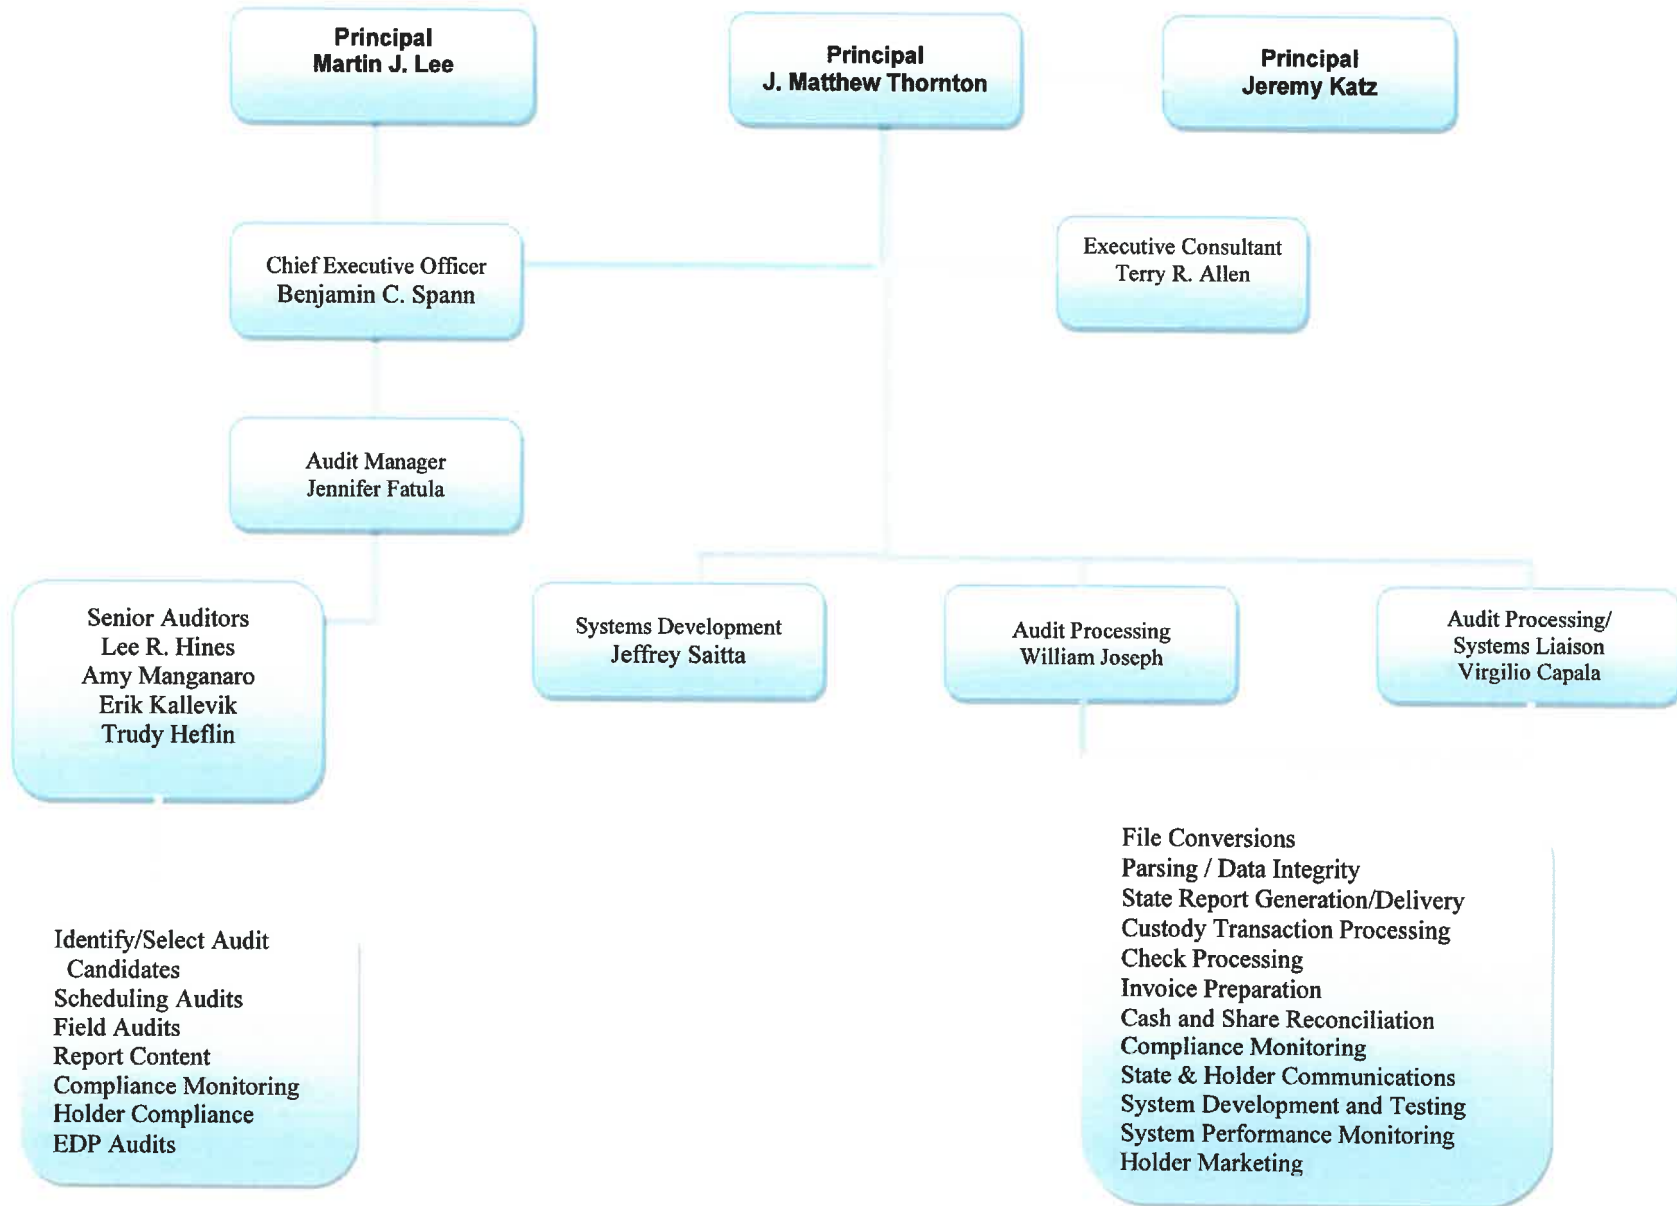 Principal
Martin J. Lee
Principal
J. Matthew Thornton
Principal
Jeremy Katz
Chief Executive Officer
Benjamin C. Spann
Executive Consultant
Terry R. Allen
Audit Manager
Jennifer Fatula
Senior Auditors
Lee R. Hines
Amy Manganaro
Erik Kallevik
Trudy Heflin
Systems Development
Jeffrey Saitta
Audit Processing
William Joseph
Audit Processing/
Systems Liaison
Virgilio Capala
Identify/Select Audit
Candidates
Scheduling Audits
Field Audits
Report Content
Compliance Monitoring
Holder Compliance
EDP Audits
File Conversions
Parsing / Data Integrity
State Report Generation/Delivery
Custody Transaction Processing
Check Processing
Invoice Preparation
Cash and Share Reconciliation
Compliance Monitoring
State & Holder Communications
System Development and Testing
System Performance Monitoring
Holder Marketing